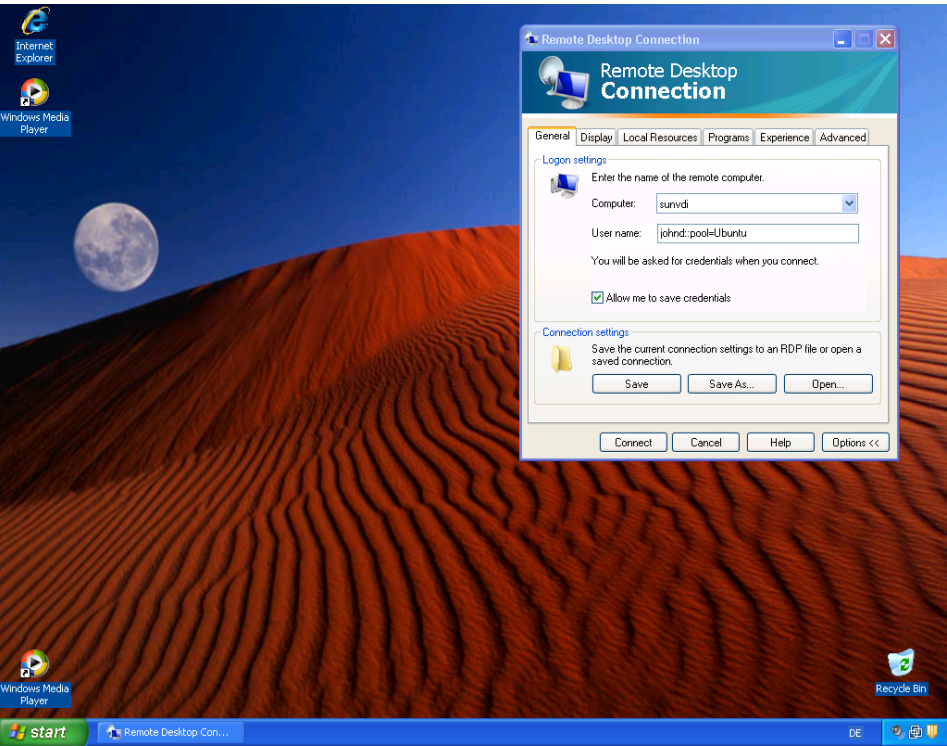 Internet
Explorer
Windows Media
Player
Remote Desktop Connection
Remote Desktop
Connection
General
Display
Local Resources
Programs
Experience
Advanced
Logon settings
Enter the name of the remote computer.
Computer:
sunvdi
User name:
johnd::pool=Ubuntu
You will be asked for credentials when you connect.
Allow me to save credentials
Connection settings
Save the current connection settings to an RDP file or open a
saved connection.
Save
Save As...
Open...
Connect
Cancel
Help
Options <<
Windows Media
Player
Recycle Bin
start
Remote Desktop Con...
DE